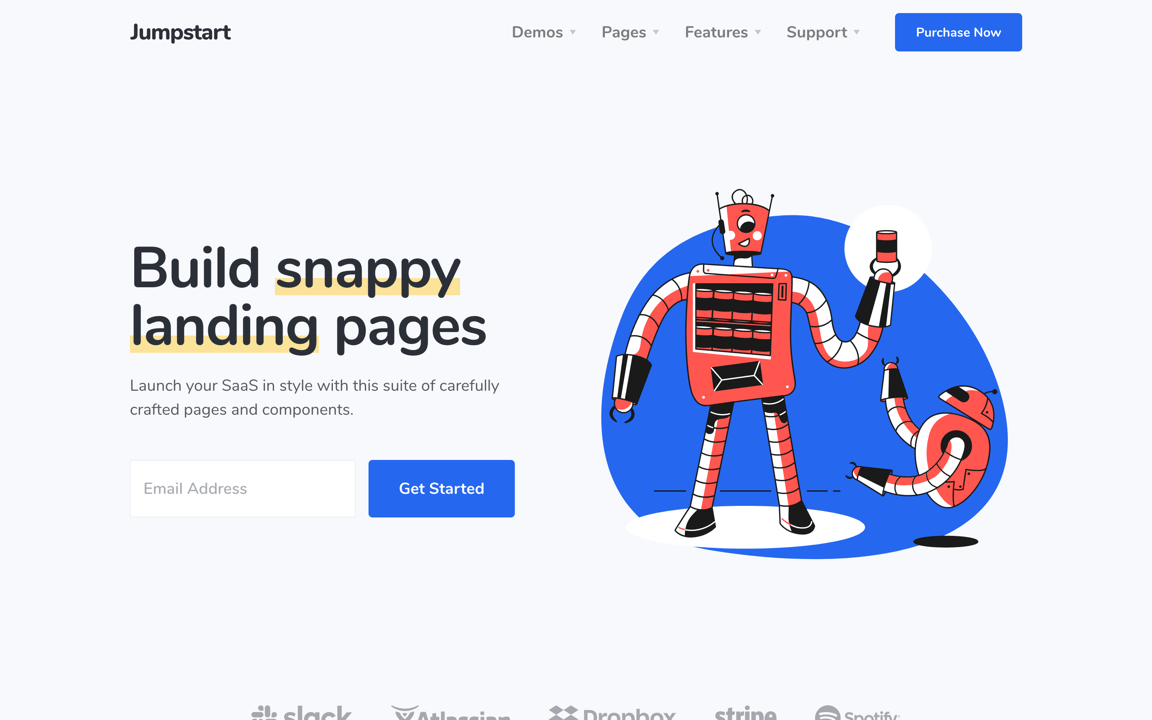 Jumpstart
Demos
Pages
Features
Support
Purchase Now
Build snappy
landing pages
Launch your SaaS in style with this suite of carefully
crafted pages and components.
Email Address
Get Started
slack
Atlassian
Dropbox
stripe
Spotify